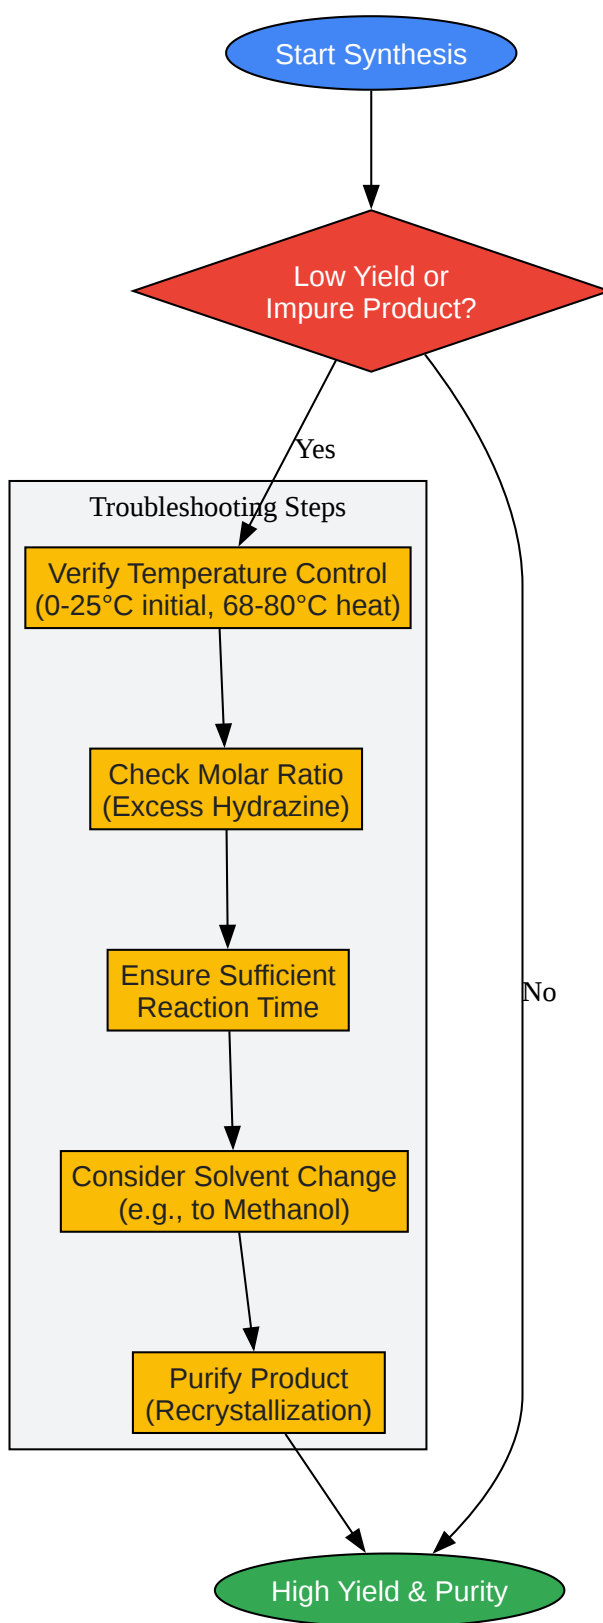 Start Synthesis
Low Yield or
Impure Product?
Yes
Troubleshooting Steps
Verify Temperature Control
(0-25°C initial, 68-80°C heat)
Check Molar Ratio
(Excess Hydrazine)
Ensure Sufficient
Reaction Time
No
Consider Solvent Change
(e.g., to Methanol)
Purify Product
(Recrystallization)
High Yield & Purity